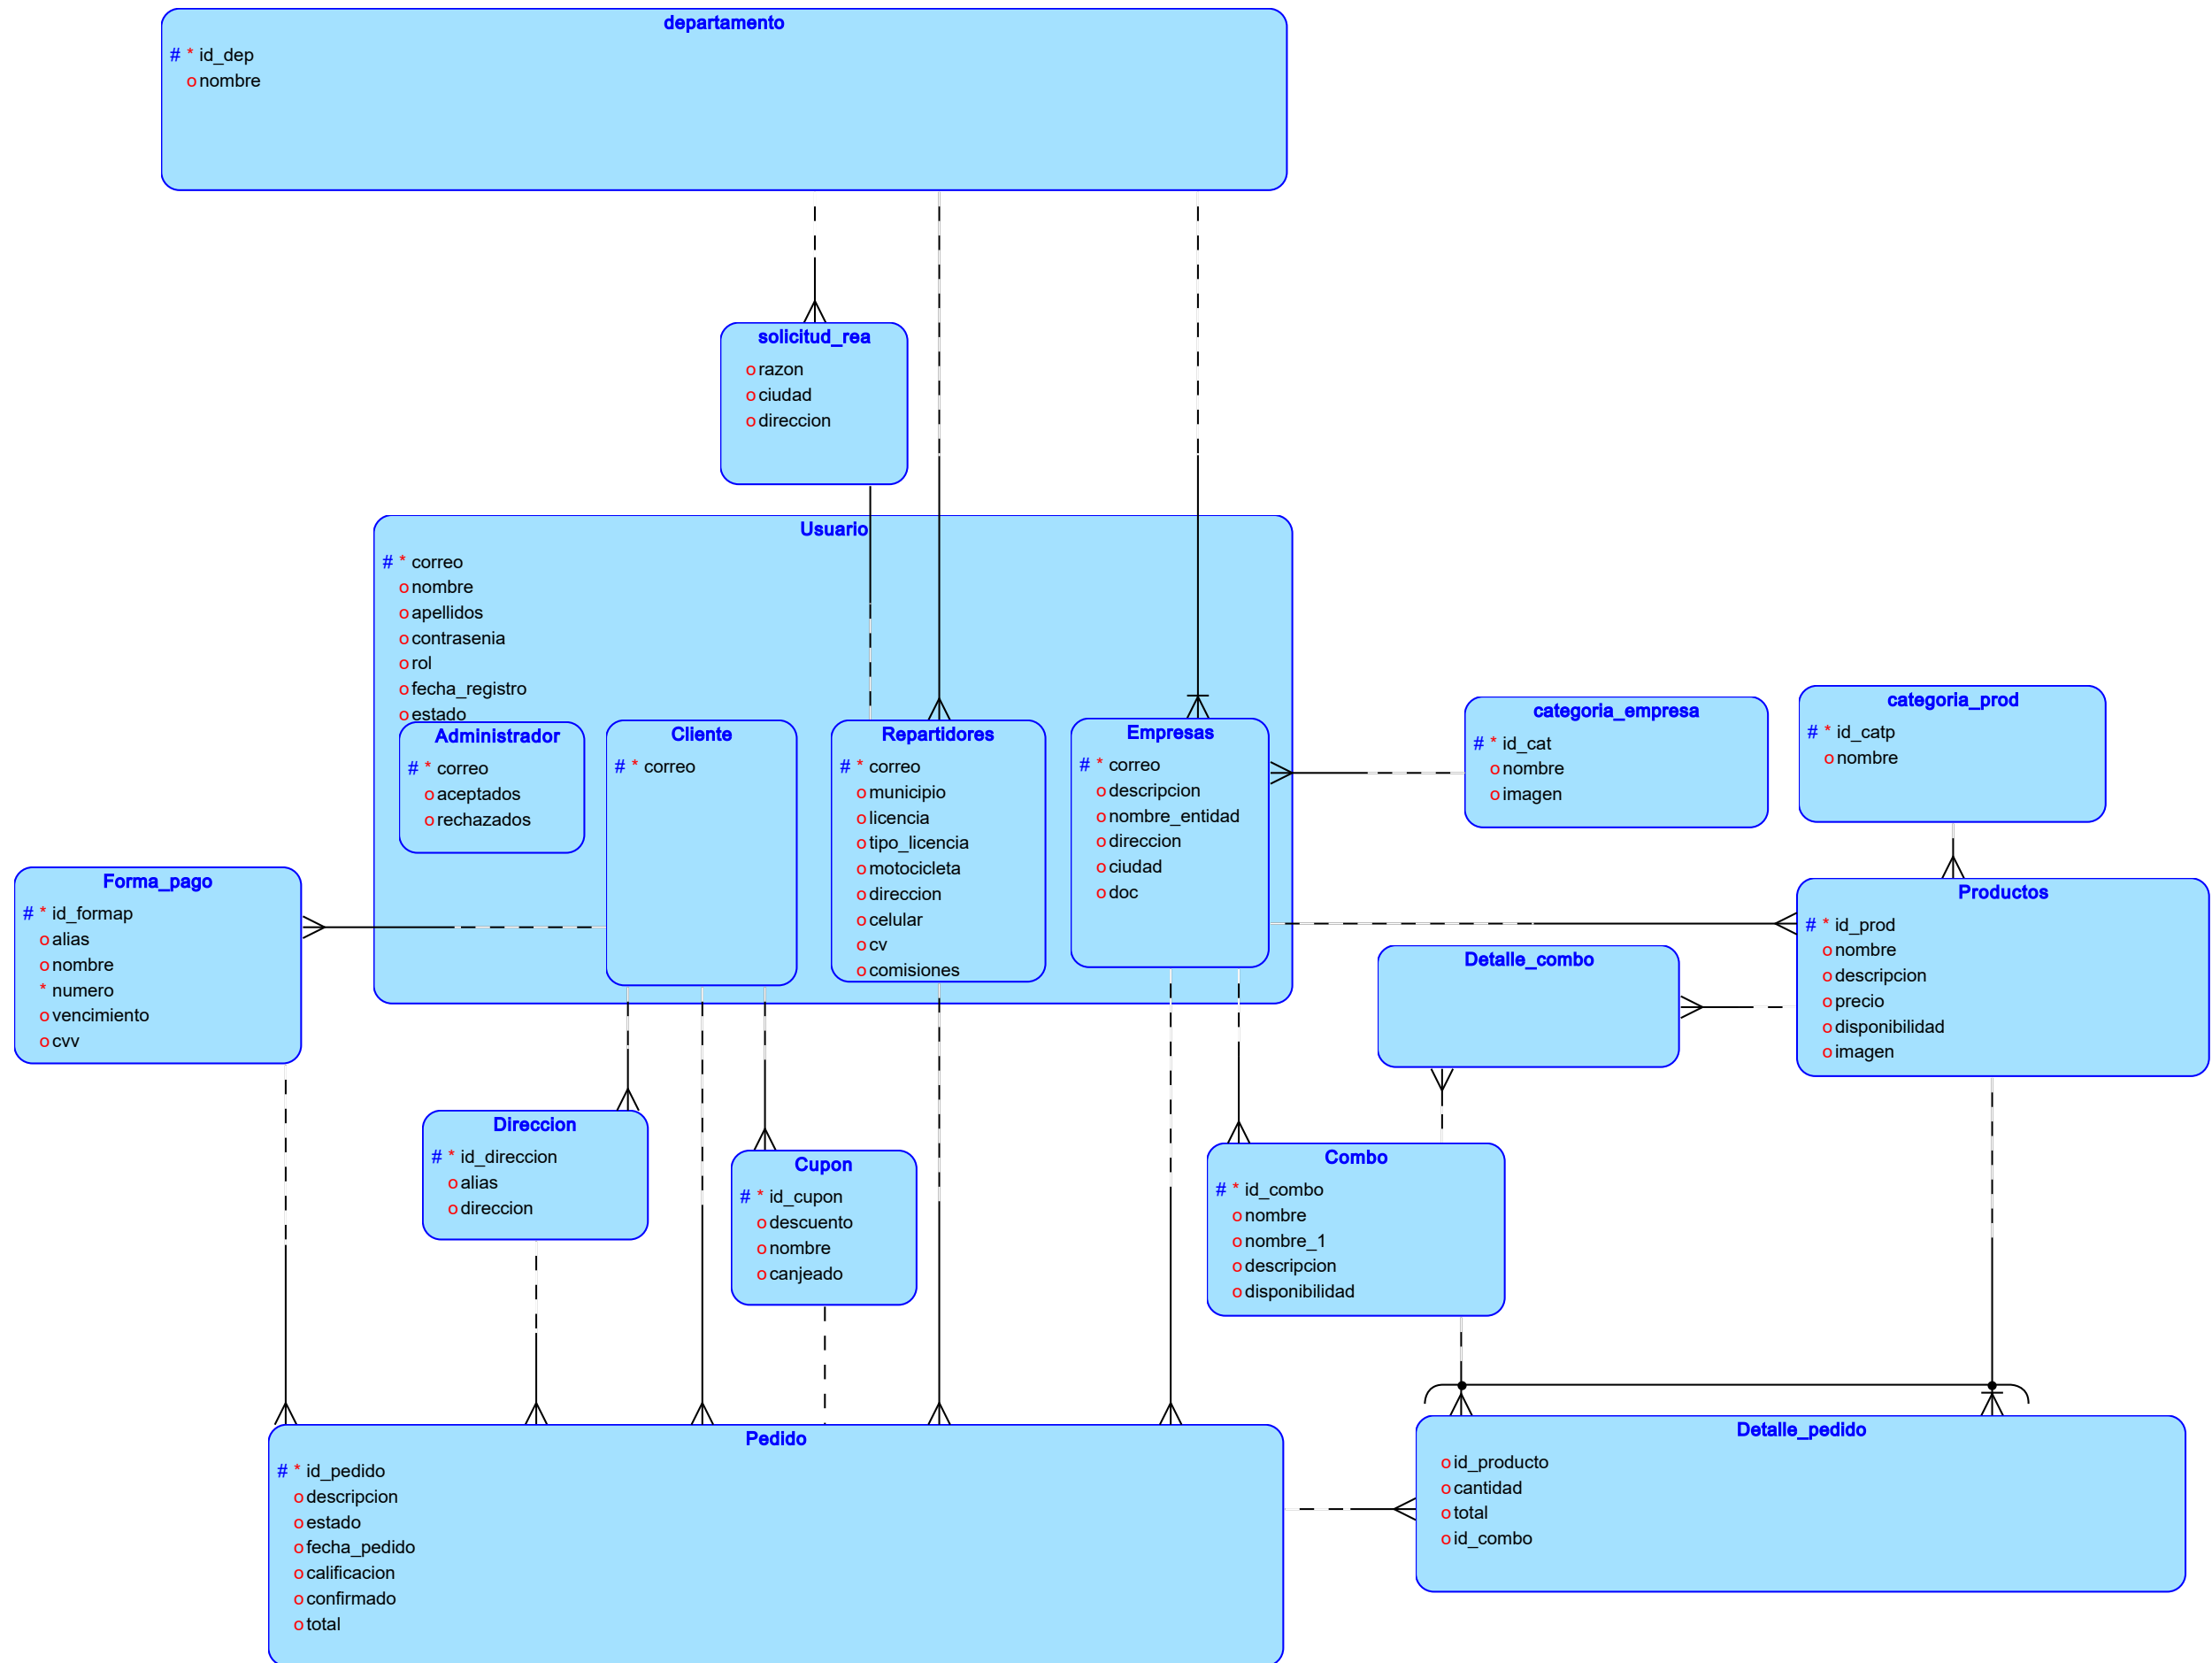 departamento
# * id_dep
o nombre
solicitud_rea
o razon
o ciudad
o direccion
Usuario
# * correo
o nombre
o apellidos
o contrasenia
o rol
o fecha_registro
o estado
Administrador
# * correo
o aceptados
o rechazados
Cliente
# * correo
Repartidores
# * correo
o municipio
o licencia
o tipo_licencia
o motocicleta
o direccion
o celular
o cv
o comisiones
Empresas
# * correo
o descripcion
o nombre_entidad
o direccion
o ciudad
o doc
categoria_empresa
# * id_cat
o nombre
o imagen
categoria_prod
# * id_catp
o nombre
Forma_pago
# * id_formap
o alias
o nombre
* numero
o vencimiento
o cvv
Productos
# * id_prod
o nombre
o descripcion
o precio
o disponibilidad
o imagen
Detalle_combo
Direccion
# * id_direccion
o alias
o direccion
Cupon
# * id_cupon
o descuento
o nombre
o canjeado
Combo
# * id_combo
o nombre
o nombre_1
o descripcion
o disponibilidad
Pedido
# * id_pedido
o descripcion
o estado
o fecha_pedido
o calificacion
o confirmado
o total
Detalle_pedido
o id_producto
o cantidad
o total
o id_combo